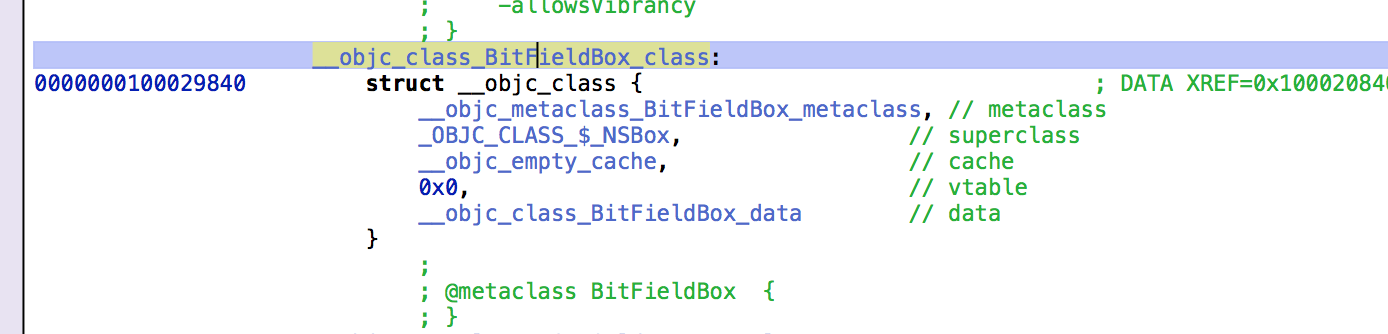 ; -allowsVibrancy
; }
__objc_class_BitFieldBox_class:
0000000100029840 struct __objc_class { ; DATA XREF=0x100020840
__objc_metaclass_BitFieldBox_metaclass, // metaclass
_OBJC_CLASS_$_NSBox, // superclass
__objc_empty_cache, // cache
0x0, // vtable
__objc_class_BitFieldBox_data // data
}
;
; @metaclass BitFieldBox {
; }